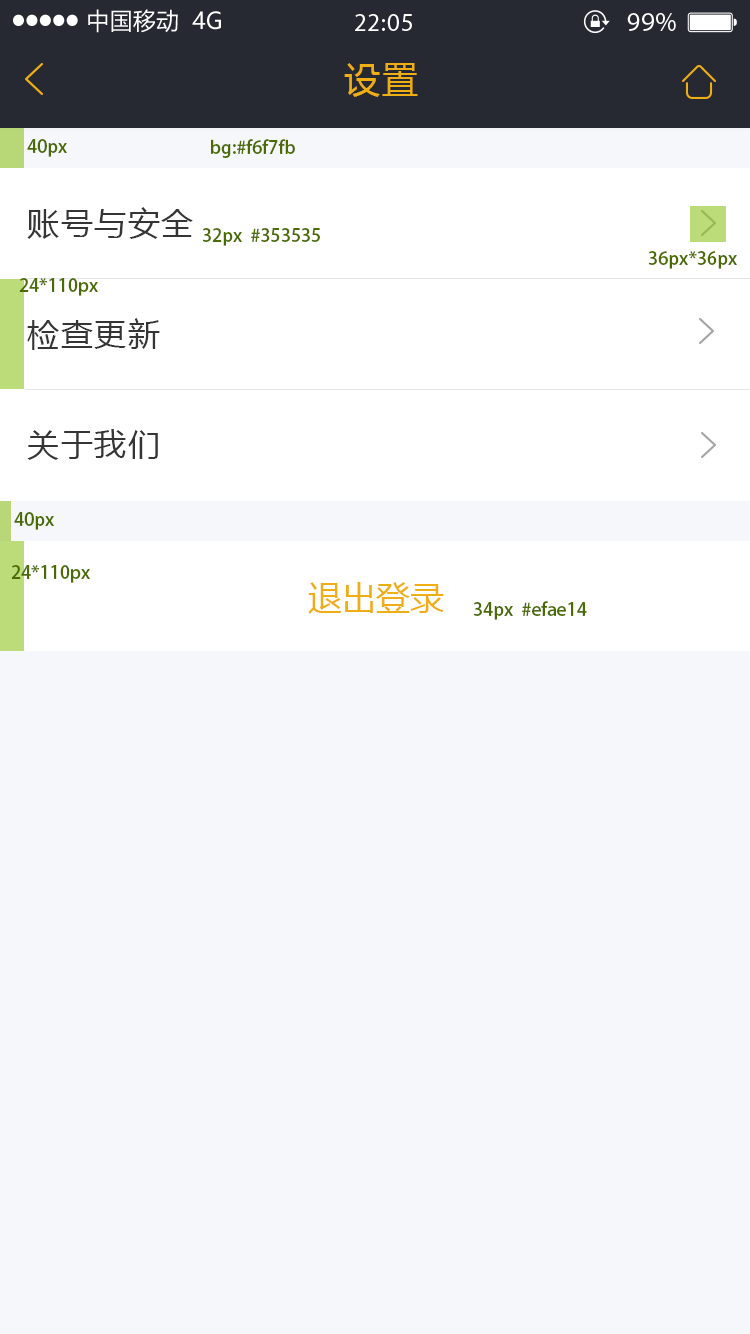 中国移动 4G 22:05 99%
设置
40px bg:#f6f7fb
账号与安全 32px #353535
36px*36px
24*110px
检查更新
关于我们
40px
24*110px
退出登录 34px #efae14